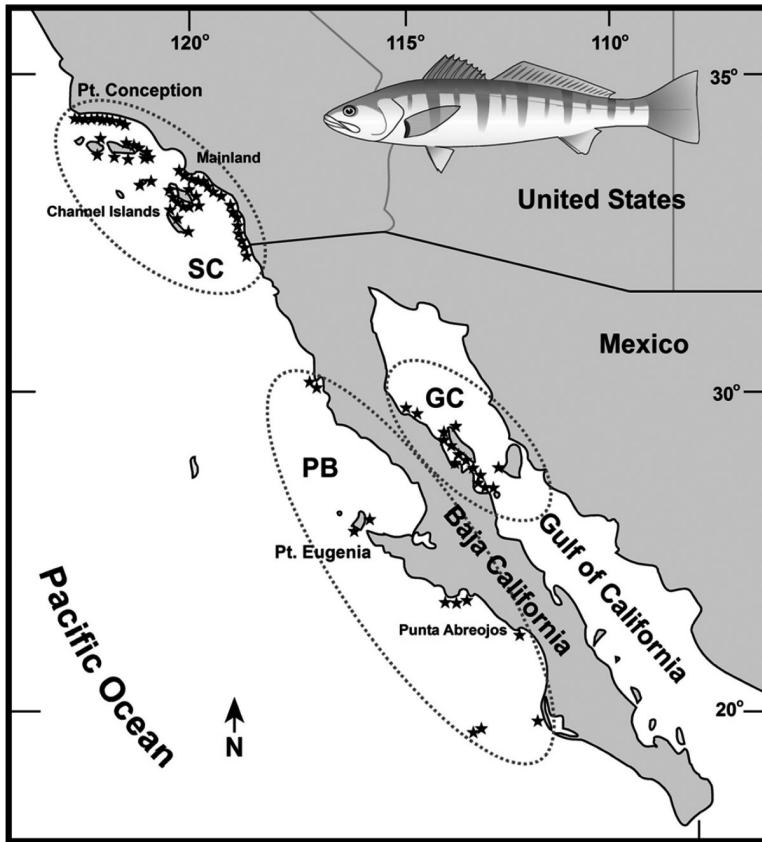 120°
115°
110°
35°
Pt. Conception
Mainland
Channel Islands
United States
SC
Mexico
30°
GC
PB
Pt. Eugenia
Baja California
Gulf of California
Punta Abreojos
Pacific Ocean
N
20°